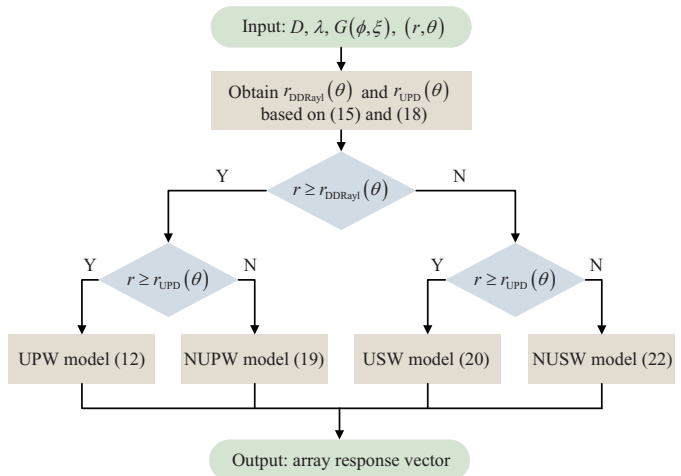 Input: D, λ, G(ϕ,ξ), (r,θ)
Obtain r_DDRayl(θ) and r_UPD(θ)
based on (15) and (18)
Y
r ≥ r_DDRayl(θ)
N
Y
r ≥ r_UPD(θ)
N
Y
r ≥ r_UPD(θ)
N
UPW model (12)
NUPW model (19)
USW model (20)
NUSW model (22)
Output: array response vector